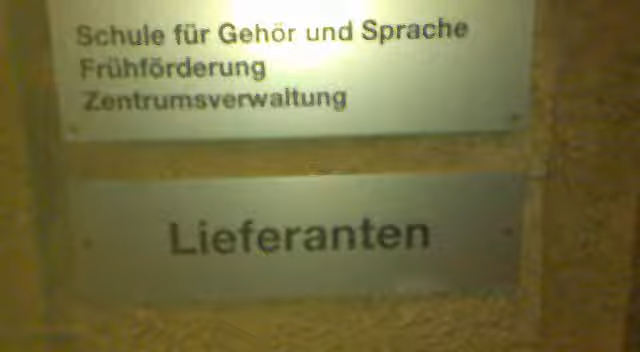 Schule für Gehör und Sprache
Frühförderung
Zentrumsverwaltung
Lieferanten